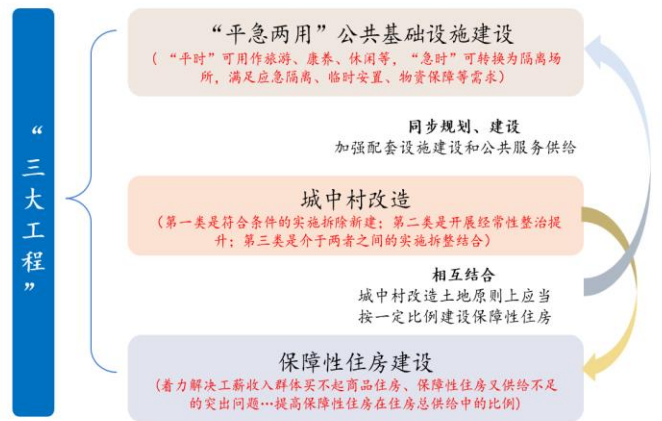 “三大工程”
“平急两用”公共基础设施建设
( “平时”可用作旅游、康养、休闲等，“急时”可转换为隔离场
所，满足应急隔离、临时安置、物资保障等需求）
同步规划、建设
加强配套设施建设和公共服务供给
城中村改造
(第一类是符合条件的实施拆除新建；第二类是开展经常性整治提
升；第三类是介于两者之间的实施拆整结合）
相互结合
城中村改造土地原则上应当
按一定比例建设保障性住房
保障性住房建设
(着力解决工薪收入群体买不起商品住房、保障性住房又供给不足
的突出问题…提高保障性住房在住房总供给中的比例)